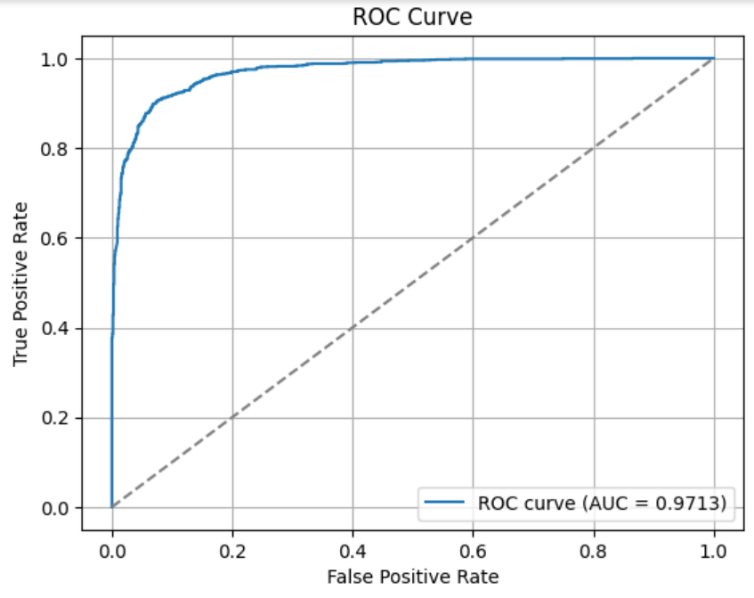 ROC Curve
1.0
0.8
0.6
0.4
0.2
0.0
True Positive Rate
ROC curve (AUC = 0.9713)
0.0 0.2 0.4 0.6 0.8 1.0
False Positive Rate